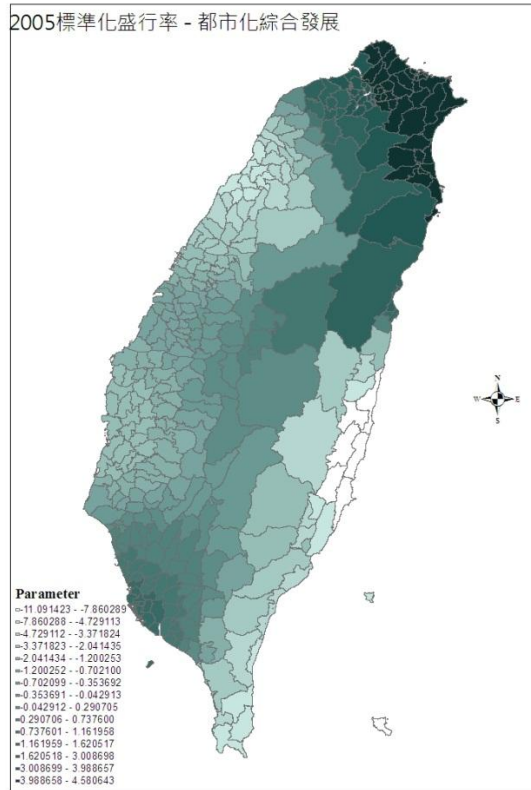 2005標準化盛行率 - 都市化綜合發展
N
W E
S
Parameter
-11.091423 - -7.860289
-7.860288 - -4.729113
-4.729112 - -3.371824
-3.371823 - -2.041435
-2.041434 - -1.200253
-1.200252 - -0.702100
-0.702099 - -0.353692
-0.353691 - -0.042913
-0.042912 - 0.290705
0.290706 - 0.737600
0.737601 - 1.161958
1.161959 - 1.620517
1.620518 - 3.008698
3.008699 - 3.988657
3.988658 - 4.580643